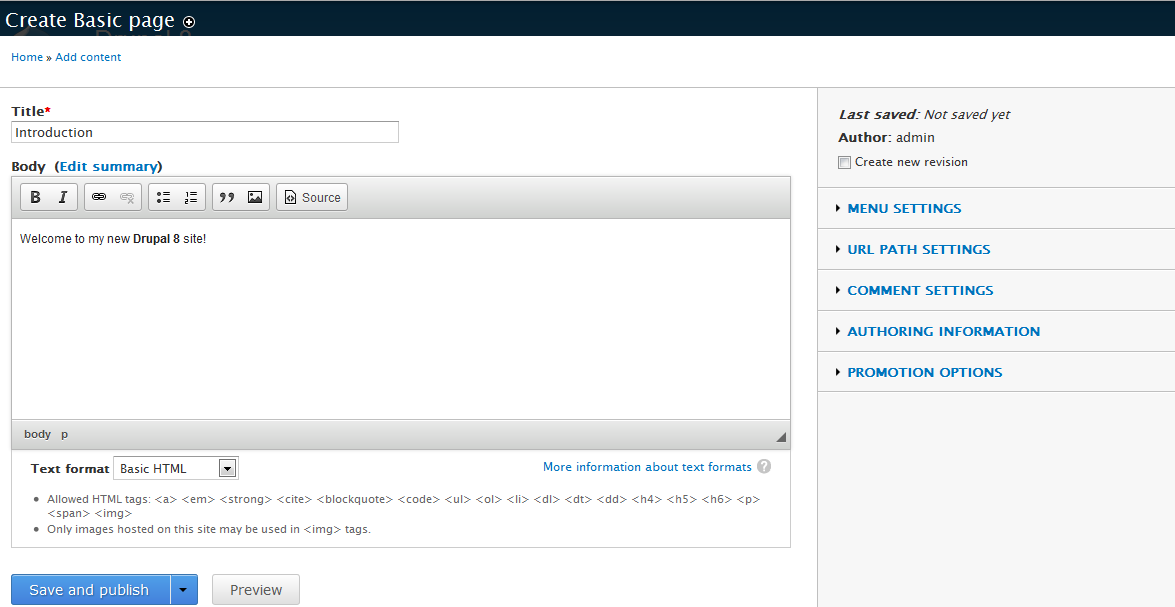 Create Basic page
Home » Add content
Title*
Introduction
Body (Edit summary)
B I Source
Welcome to my new Drupal 8 site!
body p
Text format Basic HTML
More information about text formats ?
Allowed HTML tags: <a> <em> <strong> <cite> <blockquote> <code> <ul> <ol> <li> <dl> <dt> <dd> <h4> <h5> <h6> <p>
<span> <img>
Only images hosted on this site may be used in <img> tags.
Save and publish
Preview
Last saved: Not saved yet
Author: admin
Create new revision
MENU SETTINGS
URL PATH SETTINGS
COMMENT SETTINGS
AUTHORING INFORMATION
PROMOTION OPTIONS